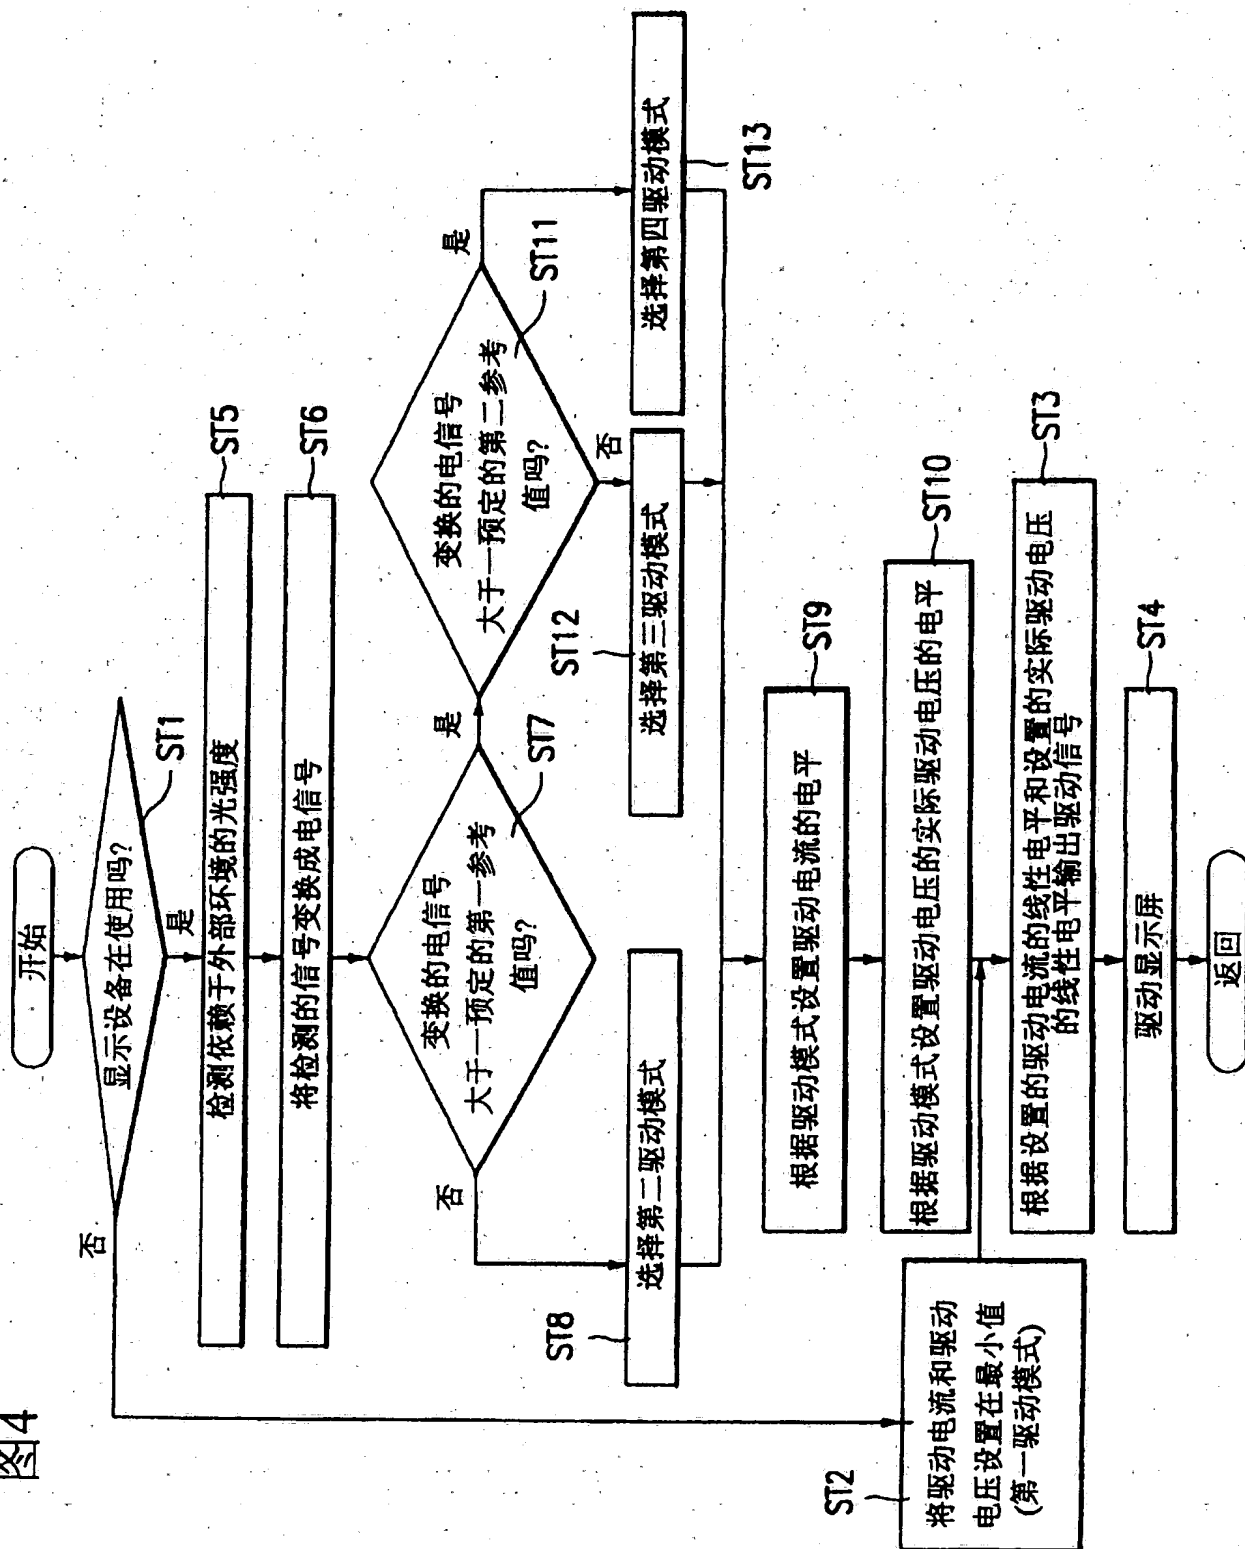 图4
开始
显示设备在使用吗?
ST1
否
是
检测依赖于外部环境的光强度
ST5
将检测的信号变换成电信号
ST6
变换的电信号
大于一预定的第一参考
值吗?
ST7
否
是
变换的电信号
大于一预定的第二参考
值吗?
ST11
是
否
ST8
选择第二驱动模式
ST12
选择第三驱动模式
选择第四驱动模式
ST13
根据驱动模式设置驱动电流的电平
ST9
根据驱动模式设置驱动电压的实际驱动电压的电平
ST10
ST2
将驱动电流和驱动
电压设置在最小值
(第一驱动模式)
根据设置的驱动电流的线性电平和设置的实际驱动电压
的线性电平输出驱动信号
ST3
驱动显示屏
ST4
返回